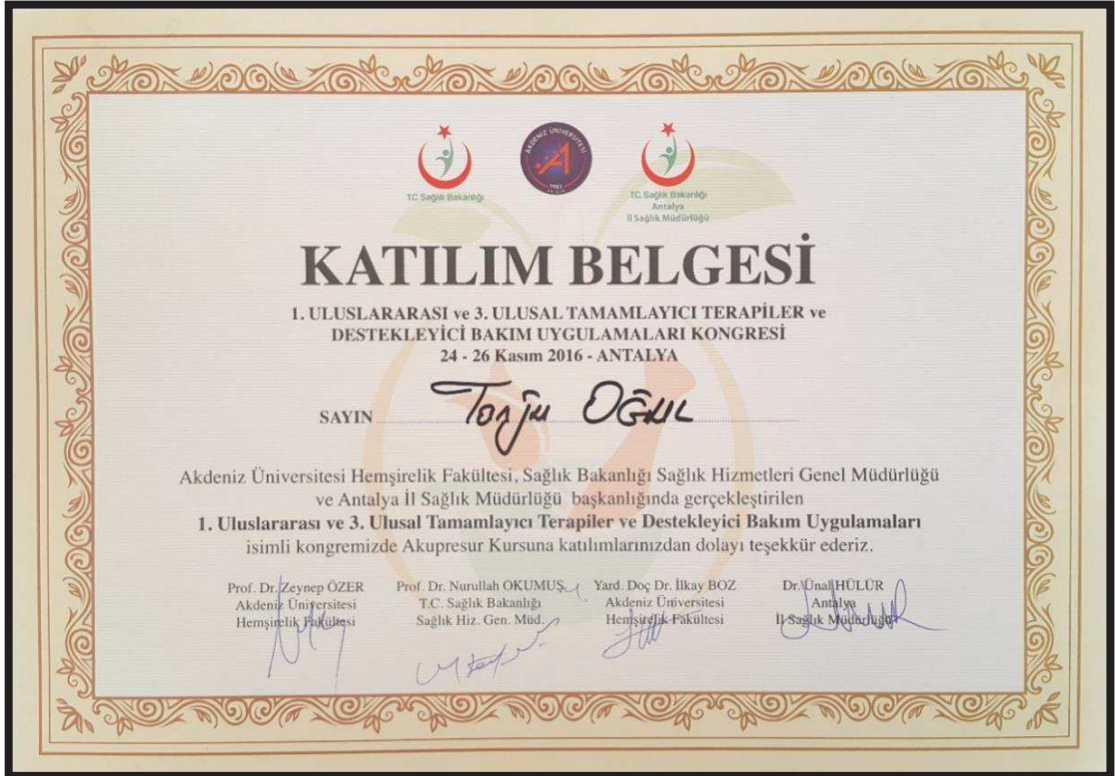 T.C. Sağlık Bakanlığı
AKDENİZ ÜNİVERSİTESİ
ANTALYA
T.C. Sağlık Bakanlığı
Antalya
İl Sağlık Müdürlüğü
KATILIM BELGESİ
1. ULUSLARARASI ve 3. ULUSAL TAMAMLAYICI TERAPİLER ve
DESTEKLEYİCİ BAKIM UYGULAMALARI KONGRESİ
24 - 26 Kasım 2016 - ANTALYA
SAYIN Tonju OĞUL
Akdeniz Üniversitesi Hemşirelik Fakültesi, Sağlık Bakanlığı Sağlık Hizmetleri Genel Müdürlüğü
ve Antalya İl Sağlık Müdürlüğü başkanlığında gerçekleştirilen
1. Uluslararası ve 3. Ulusal Tamamlayıcı Terapiler ve Destekleyici Bakım Uygulamaları
isimli kongremizde Akupresur Kursuna katılımlarınızdan dolayı teşekkür ederiz.
Prof. Dr. Zeynep ÖZER
Akdeniz Üniversitesi
Hemşirelik Fakültesi
Prof. Dr. Nurullah OKUMUŞ
T.C. Sağlık Bakanlığı
Sağlık Hiz. Gen. Müd.
Yard. Doç Dr. İlkay BOZ
Akdeniz Üniversitesi
Hemşirelik Fakültesi
Dr. Ünal HÜLÜR
Antalya
İl Sağlık Müdürlüğü